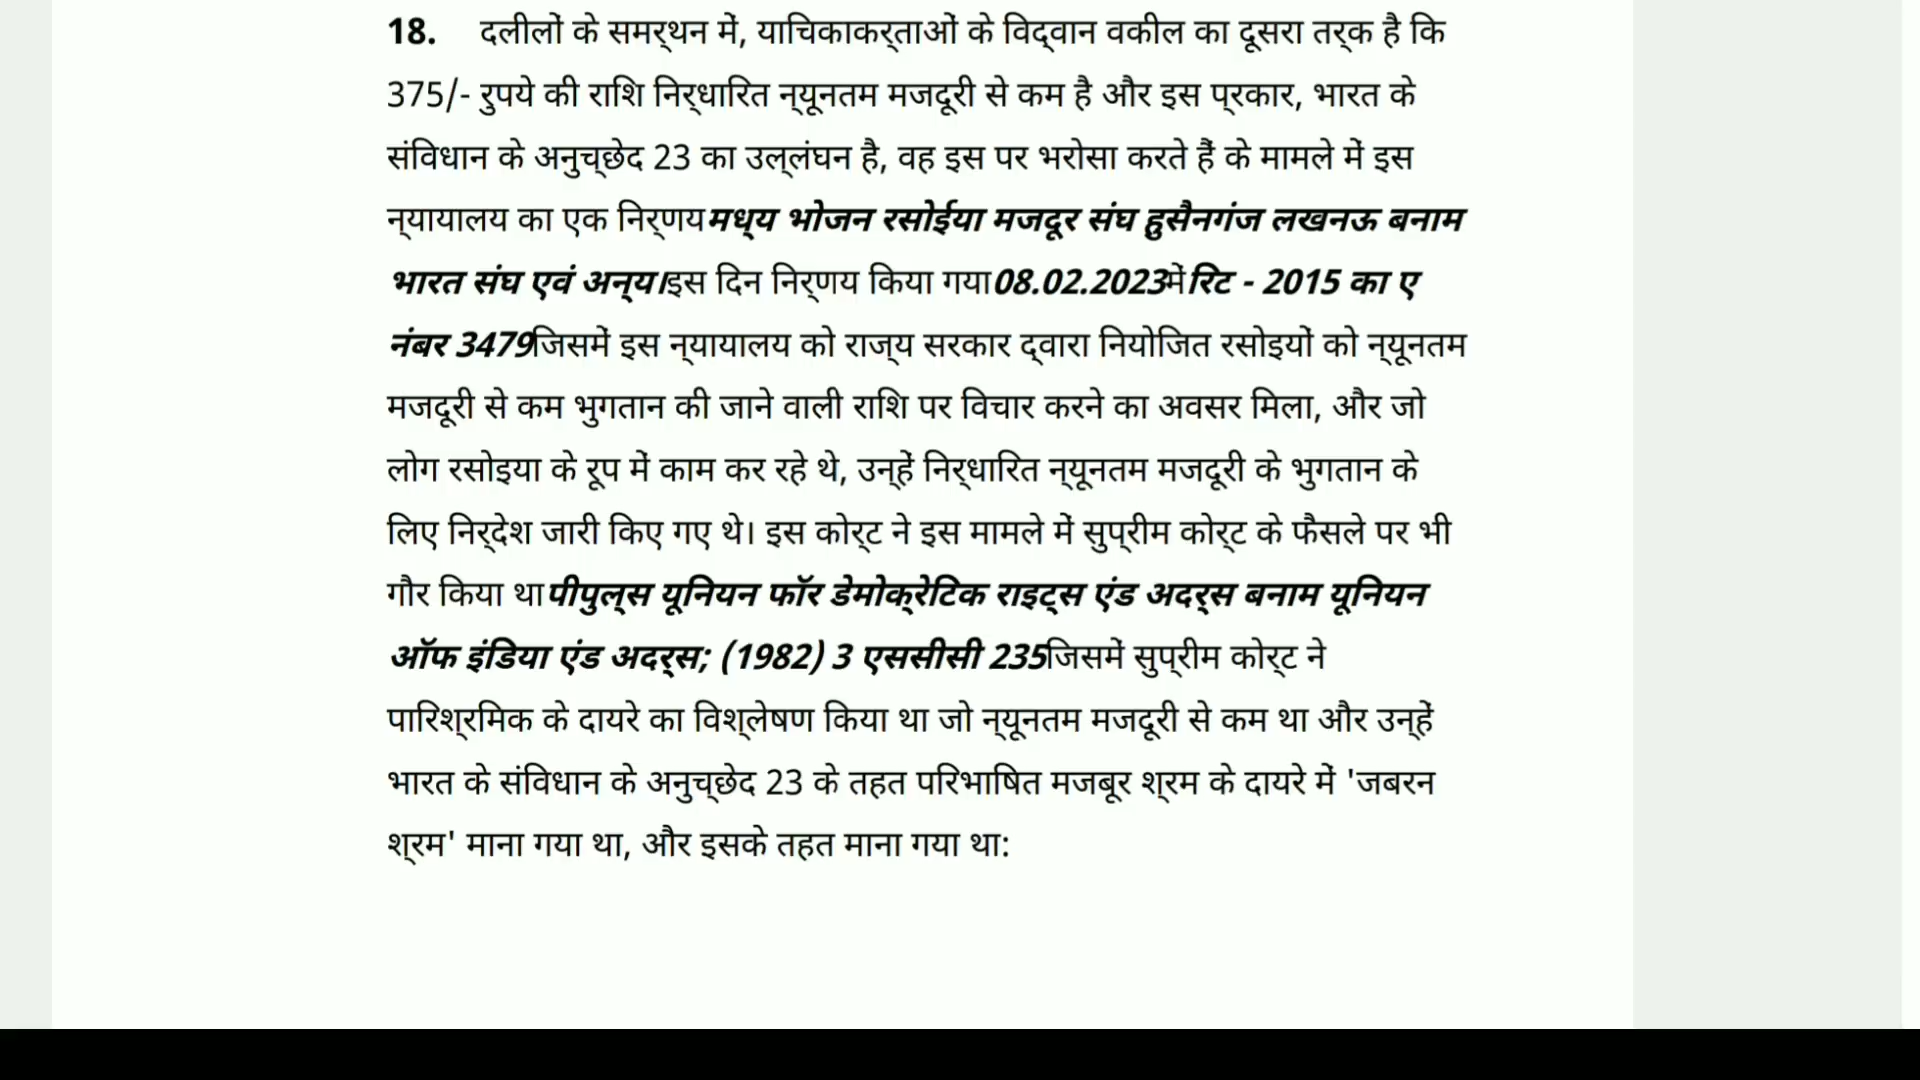 18. दलीलों के समर्थन में, याचिकाकर्ताओं के विद्वान वकील का दूसरा तर्क है कि
375/- रुपये की राशि निर्धारित न्यूनतम मजदूरी से कम है और इस प्रकार, भारत के
संविधान के अनुच्छेद 23 का उल्लंघन है, वह इस पर भरोसा करते हैं के मामले में इस
न्यायालय का एक निर्णय मध्य भोजन रसोईया मजदूर संघ हुसैनगंज लखनऊ बनाम
भारत संघ एवं अन्य।इस दिन निर्णय किया गया 08.02.2023में रिट - 2015 का ए
नंबर 3479जिसमें इस न्यायालय को राज्य सरकार द्वारा नियोजित रसोइयों को न्यूनतम
मजदूरी से कम भुगतान की जाने वाली राशि पर विचार करने का अवसर मिला, और जो
लोग रसोइया के रूप में काम कर रहे थे, उन्हें निर्धारित न्यूनतम मजदूरी के भुगतान के
लिए निर्देश जारी किए गए थे। इस कोर्ट ने इस मामले में सुप्रीम कोर्ट के फैसले पर भी
गौर किया था पीपुल्स यूनियन फॉर डेमोक्रेटिक राइट्स एंड अदर्स बनाम यूनियन
ऑफ इंडिया एंड अदर्स; (1982) 3 एससीसी 235जिसमें सुप्रीम कोर्ट ने
पारिश्रमिक के दायरे का विश्लेषण किया था जो न्यूनतम मजदूरी से कम था और उन्हें
भारत के संविधान के अनुच्छेद 23 के तहत परिभाषित मजबूर श्रम के दायरे में 'जबरन
श्रम' माना गया था, और इसके तहत माना गया था: